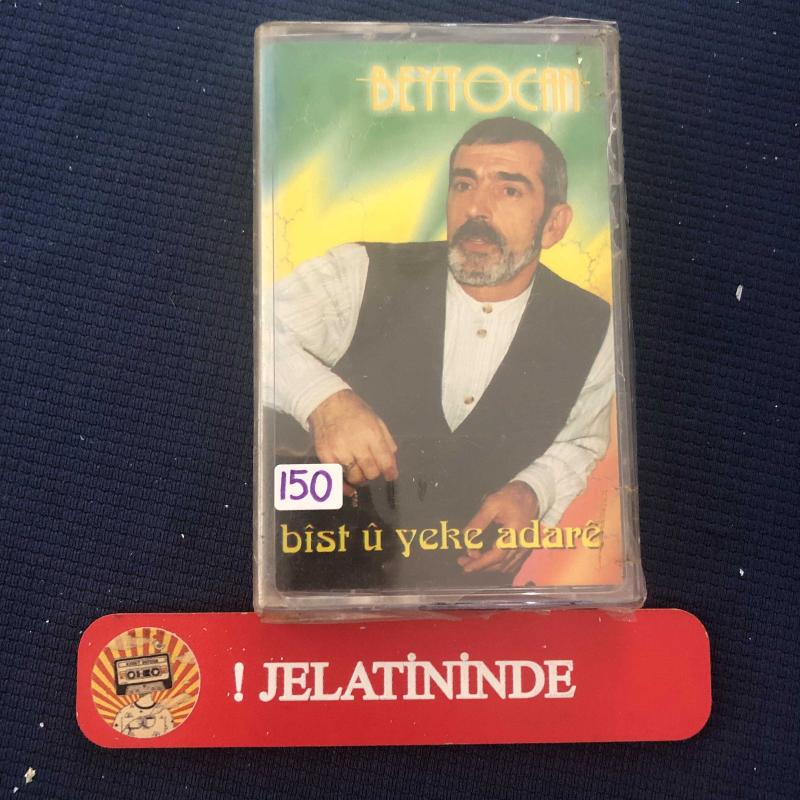 BEYTOCAN
150
bîst û yeke adarê
! JELATİNİNDE